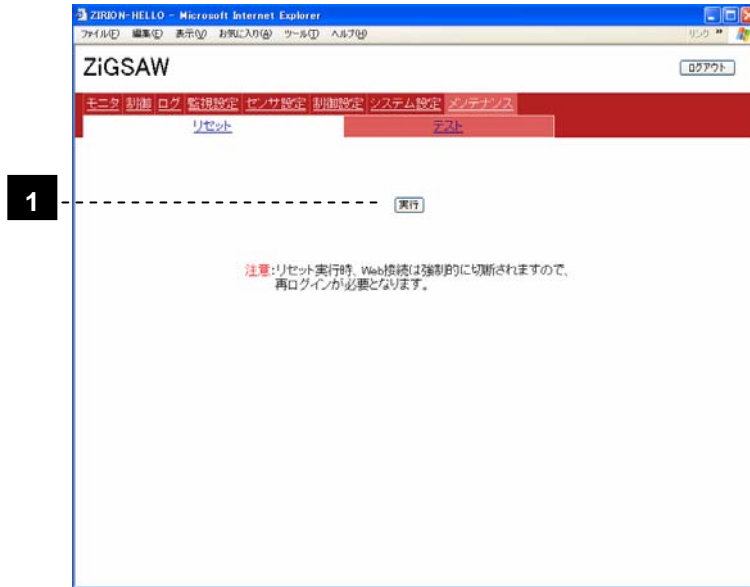 ZIRION-HELLO - Microsoft Internet Explorer
ファイル(F) 編集(E) 表示(V) お気に入り(A) ツール(T) ヘルプ(H) リンク »
ZiGSAW ログアウト
モニタ 制御 ログ 監視設定 センサ設定 制御設定 システム設定 メンテナンス
リセット テスト
1 実行
注意:リセット実行時、Web接続は強制的に切断されますので、
再ログインが必要となります。